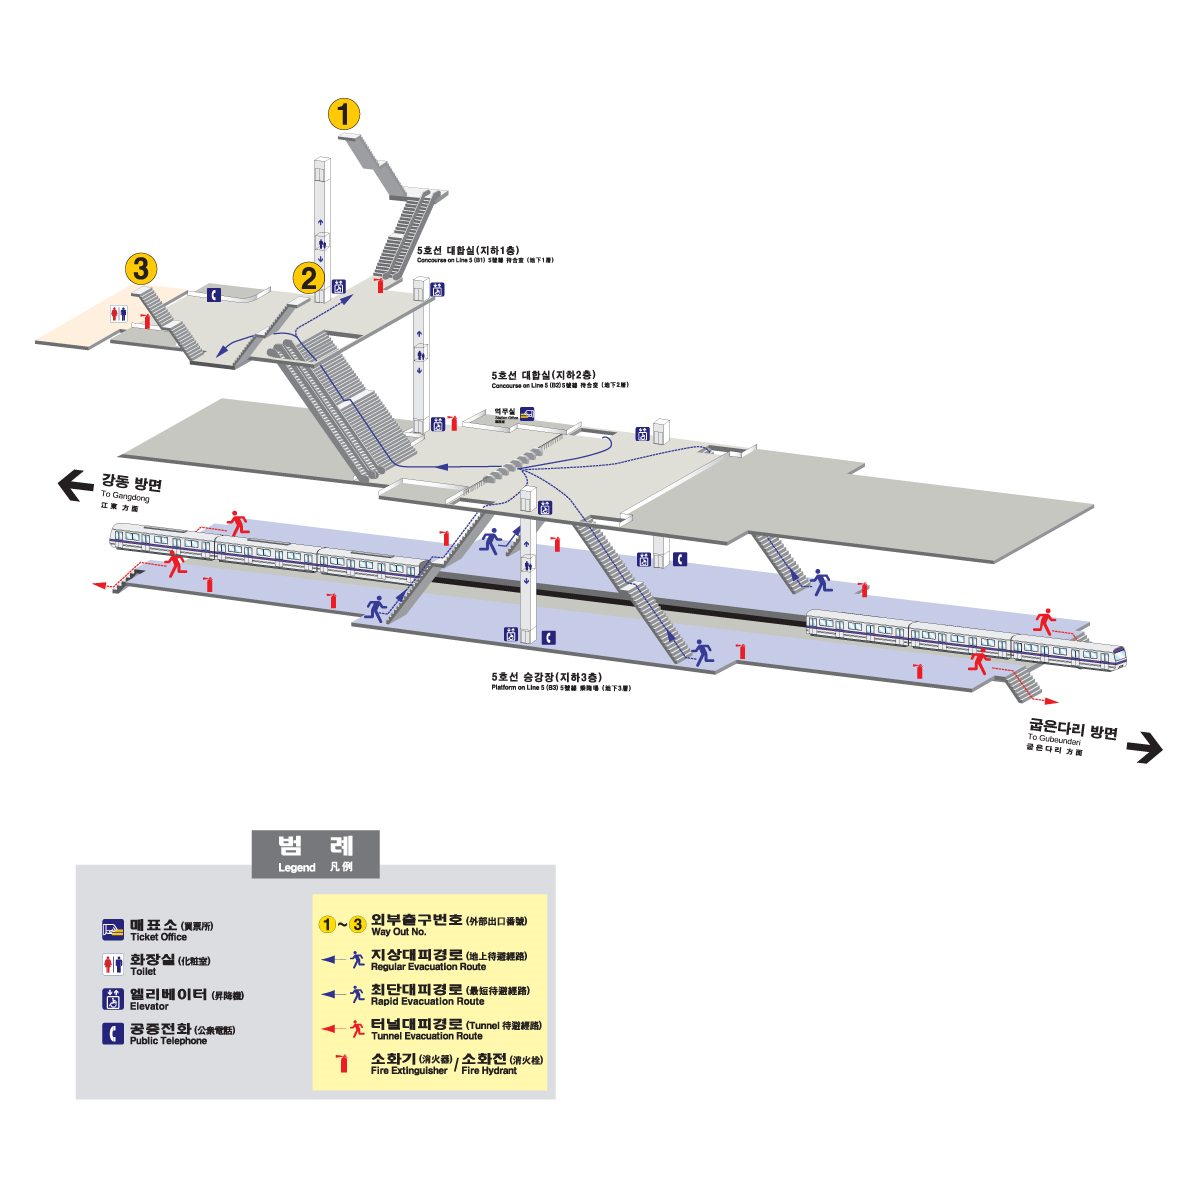 1
3
2
5호선 대합실(지하1층)
Concourse on Line 5 (B1) 5號線 待合室 (地下1層)
5호선 대합실(지하2층)
Concourse on Line 5 (B2) 5號線 待合室 (地下2層)
역무실
Station Office
강동 방면
To Gangdong
江東 方面
5호선 승강장(지하3층)
Platform on Line 5 (B3) 5號線 乘降場 (地下3層)
굽은다리 방면
To Gubeundari
굽은다리 方面
범 례
Legend 凡例
매표소 (買票所)
Ticket Office
화장실 (化粧室)
Toilet
엘리베이터 (昇降機)
Elevator
공중전화 (公衆電話)
Public Telephone
1 ~ 3 외부출구번호 (外部出口番號)
Way Out No.
지상대피경로 (地上待避經路)
Regular Evacuation Route
최단대피경로 (最短待避經路)
Rapid Evacuation Route
터널대피경로 (Tunnel 待避經路)
Tunnel Evacuation Route
소화기 (消火器) / 소화전 (消火栓)
Fire Extinguisher / Fire Hydrant